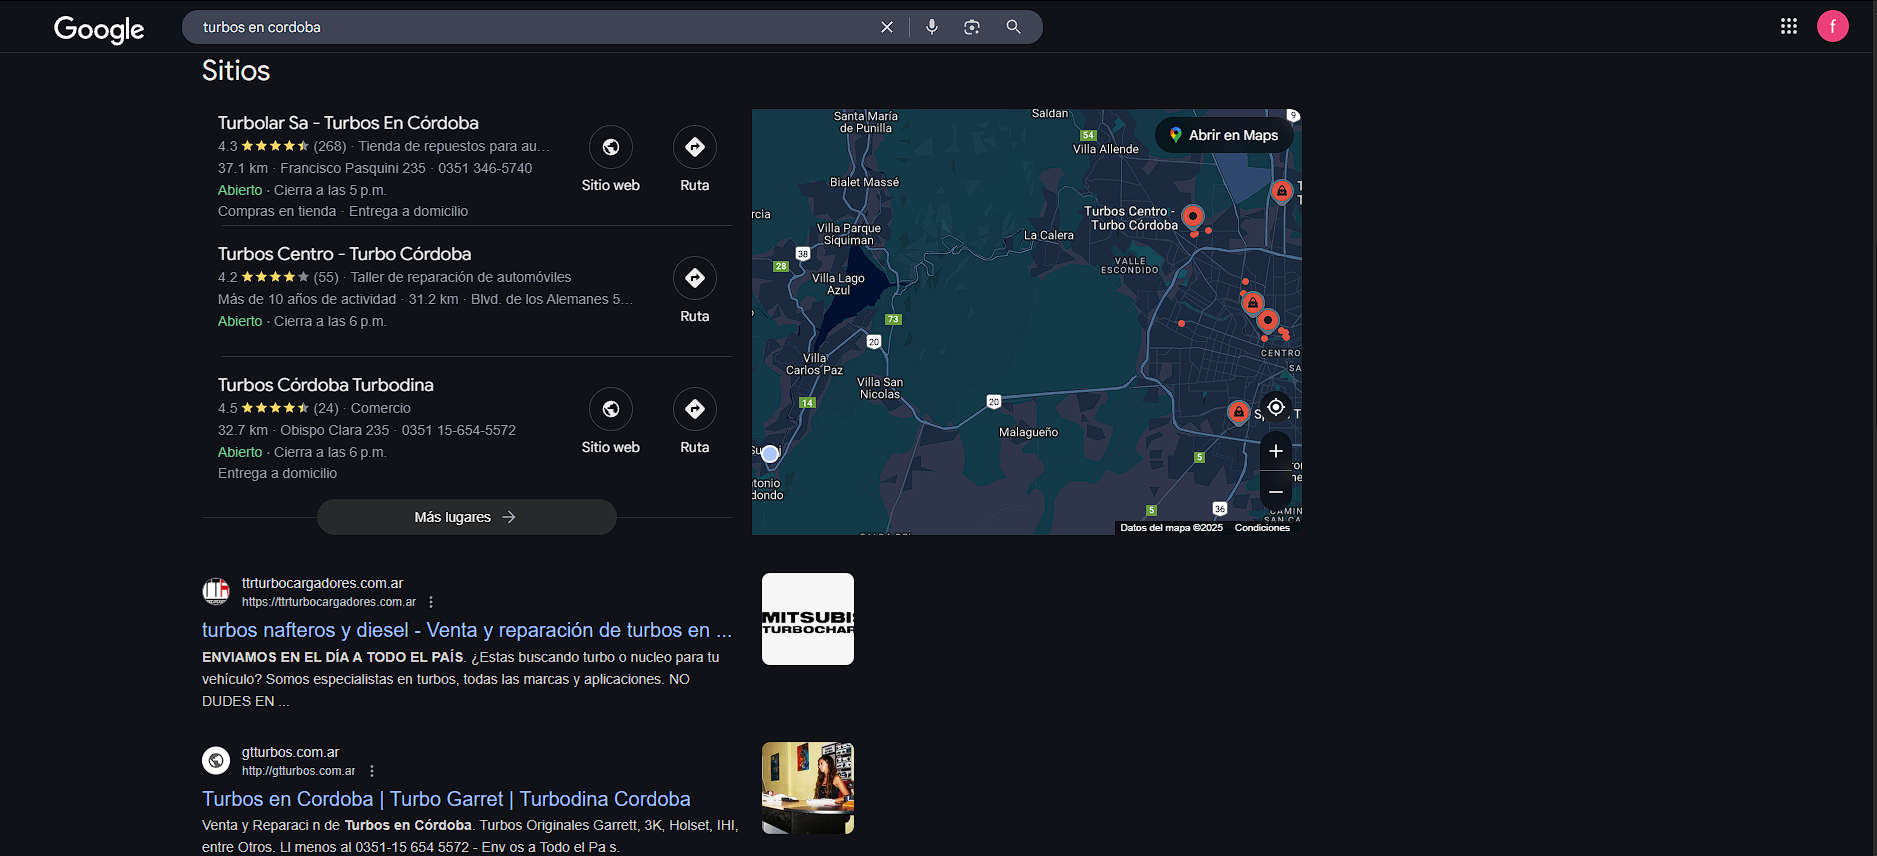 Google
turbos en cordoba
f
Sitios
Turbolar Sa - Turbos En Córdoba
4.3 (268) · Tienda de repuestos para au...
37.1 km · Francisco Pasquini 235 · 0351 346-5740
Abierto · Cierra a las 5 p.m.
Compras en tienda · Entrega a domicilio
Sitio web
Ruta
Turbos Centro - Turbo Córdoba
4.2 (55) · Taller de reparación de automóviles
Más de 10 años de actividad · 31.2 km · Blvd. de los Alemanes 5...
Abierto · Cierra a las 6 p.m.
Ruta
Turbos Córdoba Turbodina
4.5 (24) · Comercio
32.7 km · Obispo Clara 235 · 0351 15-654-5572
Abierto · Cierra a las 6 p.m.
Entrega a domicilio
Sitio web
Ruta
Más lugares
Abrir en Maps
Santa María
de Punilla
Saldan
9
54
Villa Allende
Bialet Massé
rcia
Turbos Centro -
Turbo Córdoba
Villa Parque
Síquiman
La Calera
38
28
VALLE
ESCONDIDO
Villa Lago
Azul
73
20
CENTRO
SA
Villa
Carlos Paz
Villa San
Nicolas
14
20
Malagueño
5
tonio
dondo
5
36
CAMIN
SAN CA
Datos del mapa ©2025
Condiciones
ttrturbocargadores.com.ar
https://ttrturbocargadores.com.ar
turbos nafteros y diesel - Venta y reparación de turbos en ...
ENVIAMOS EN EL DÍA A TODO EL PAÍS. ¿Estas buscando turbo o nucleo para tu
vehículo? Somos especialistas en turbos, todas las marcas y aplicaciones. NO
DUDES EN ...
MITSUBIS
TURBOCHAR
gtturbos.com.ar
http://gtturbos.com.ar
Turbos en Cordoba | Turbo Garret | Turbodina Cordoba
Venta y Reparaci n de Turbos en Córdoba. Turbos Originales Garrett, 3K, Holset, IHI,
entre Otros. Ll menos al 0351-15 654 5572 - Env os a Todo el Pa s.